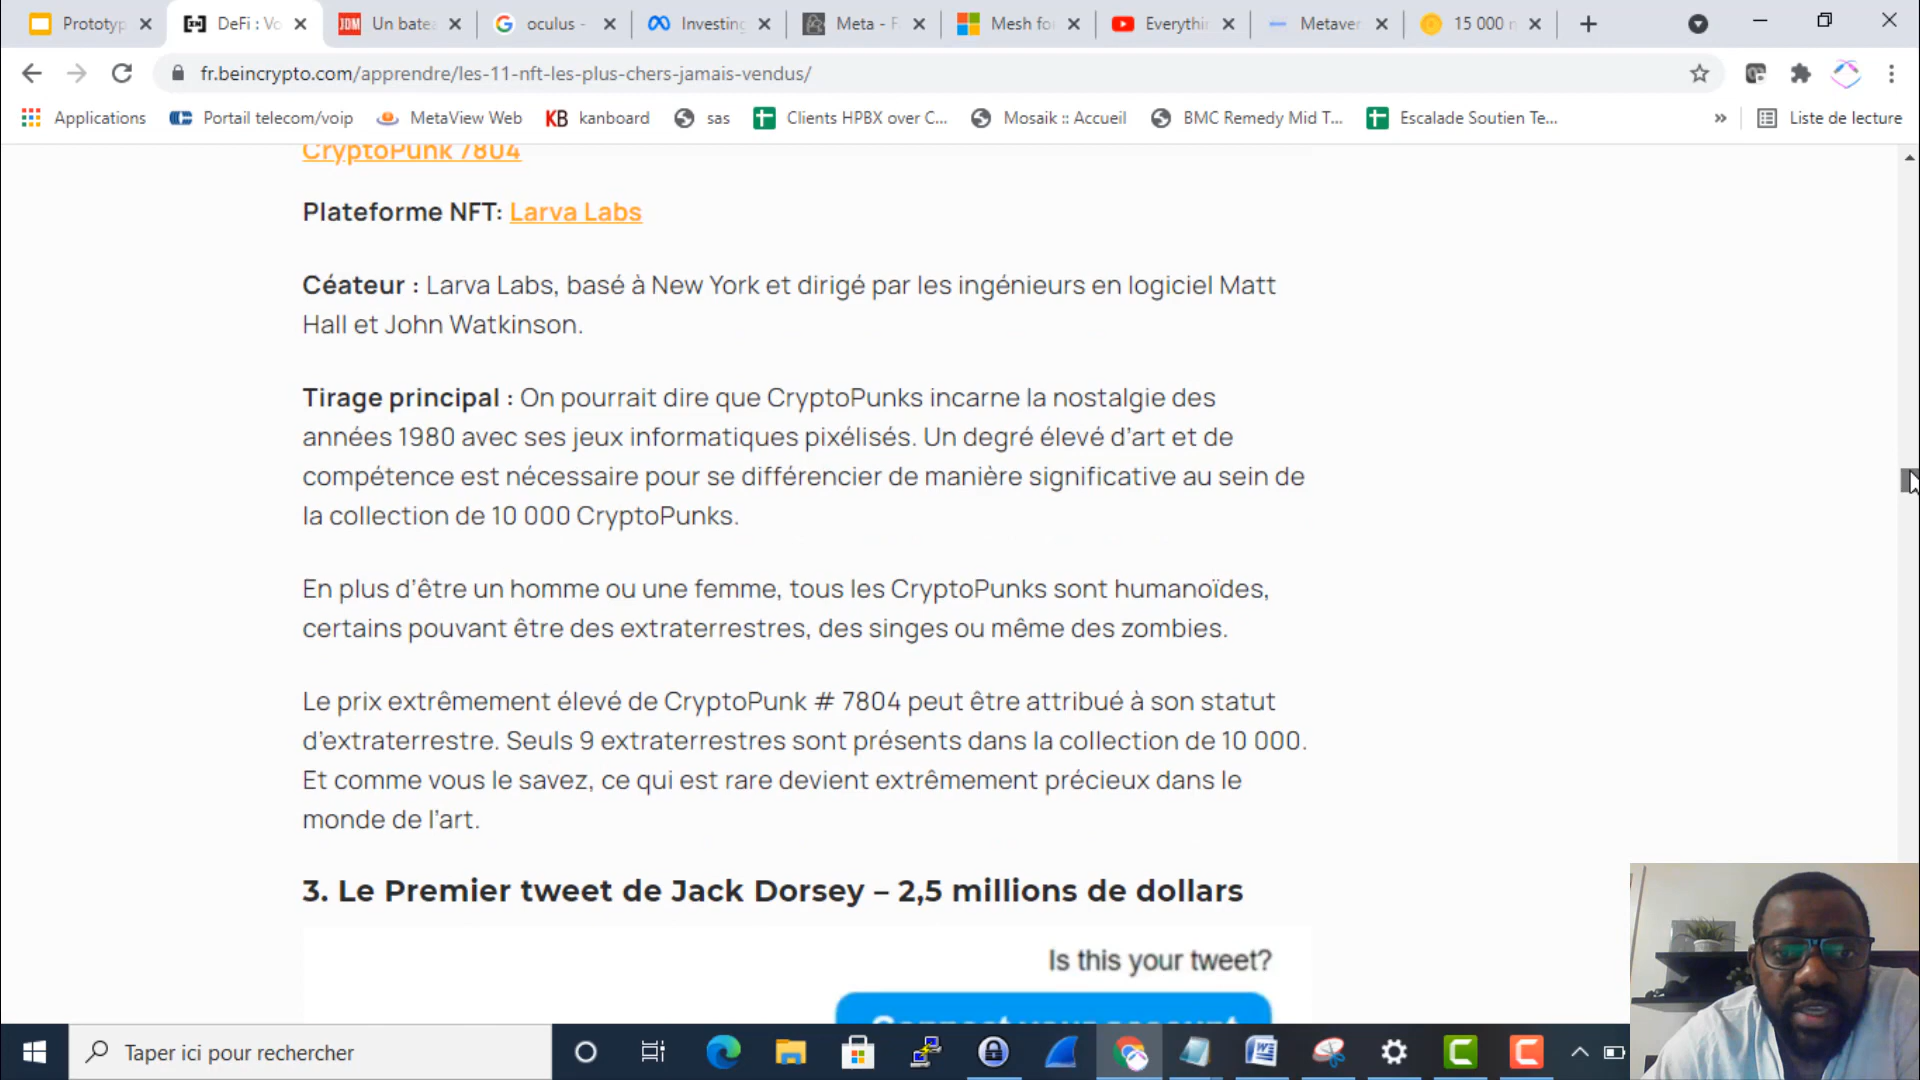 Prototyp
DeFi : Vo
JDM
Un batea
oculus -
Investing
Meta - F
Mesh fo
Everythi
Metaver
15 000 n
fr.beincrypto.com/apprendre/les-11-nft-les-plus-chers-jamais-vendus/
Applications
Portail telecom/voip
MetaView Web
KB
kanboard
sas
Clients HPBX over C...
Mosaik :: Accueil
BMC Remedy Mid T...
Escalade Soutien Te...
»
Liste de lecture
CryptoPunk 7804
Plateforme NFT: Larva Labs
Céateur : Larva Labs, basé à New York et dirigé par les ingénieurs en logiciel Matt
Hall et John Watkinson.
Tirage principal : On pourrait dire que CryptoPunks incarne la nostalgie des
années 1980 avec ses jeux informatiques pixélisés. Un degré élevé d’art et de
compétence est nécessaire pour se différencier de manière significative au sein de
la collection de 10 000 CryptoPunks.
En plus d’être un homme ou une femme, tous les CryptoPunks sont humanoïdes,
certains pouvant être des extraterrestres, des singes ou même des zombies.
Le prix extrêmement élevé de CryptoPunk # 7804 peut être attribué à son statut
d’extraterrestre. Seuls 9 extraterrestres sont présents dans la collection de 10 000.
Et comme vous le savez, ce qui est rare devient extrêmement précieux dans le
monde de l’art.
3. Le Premier tweet de Jack Dorsey – 2,5 millions de dollars
Is this your tweet?
Connect your account
Taper ici pour rechercher